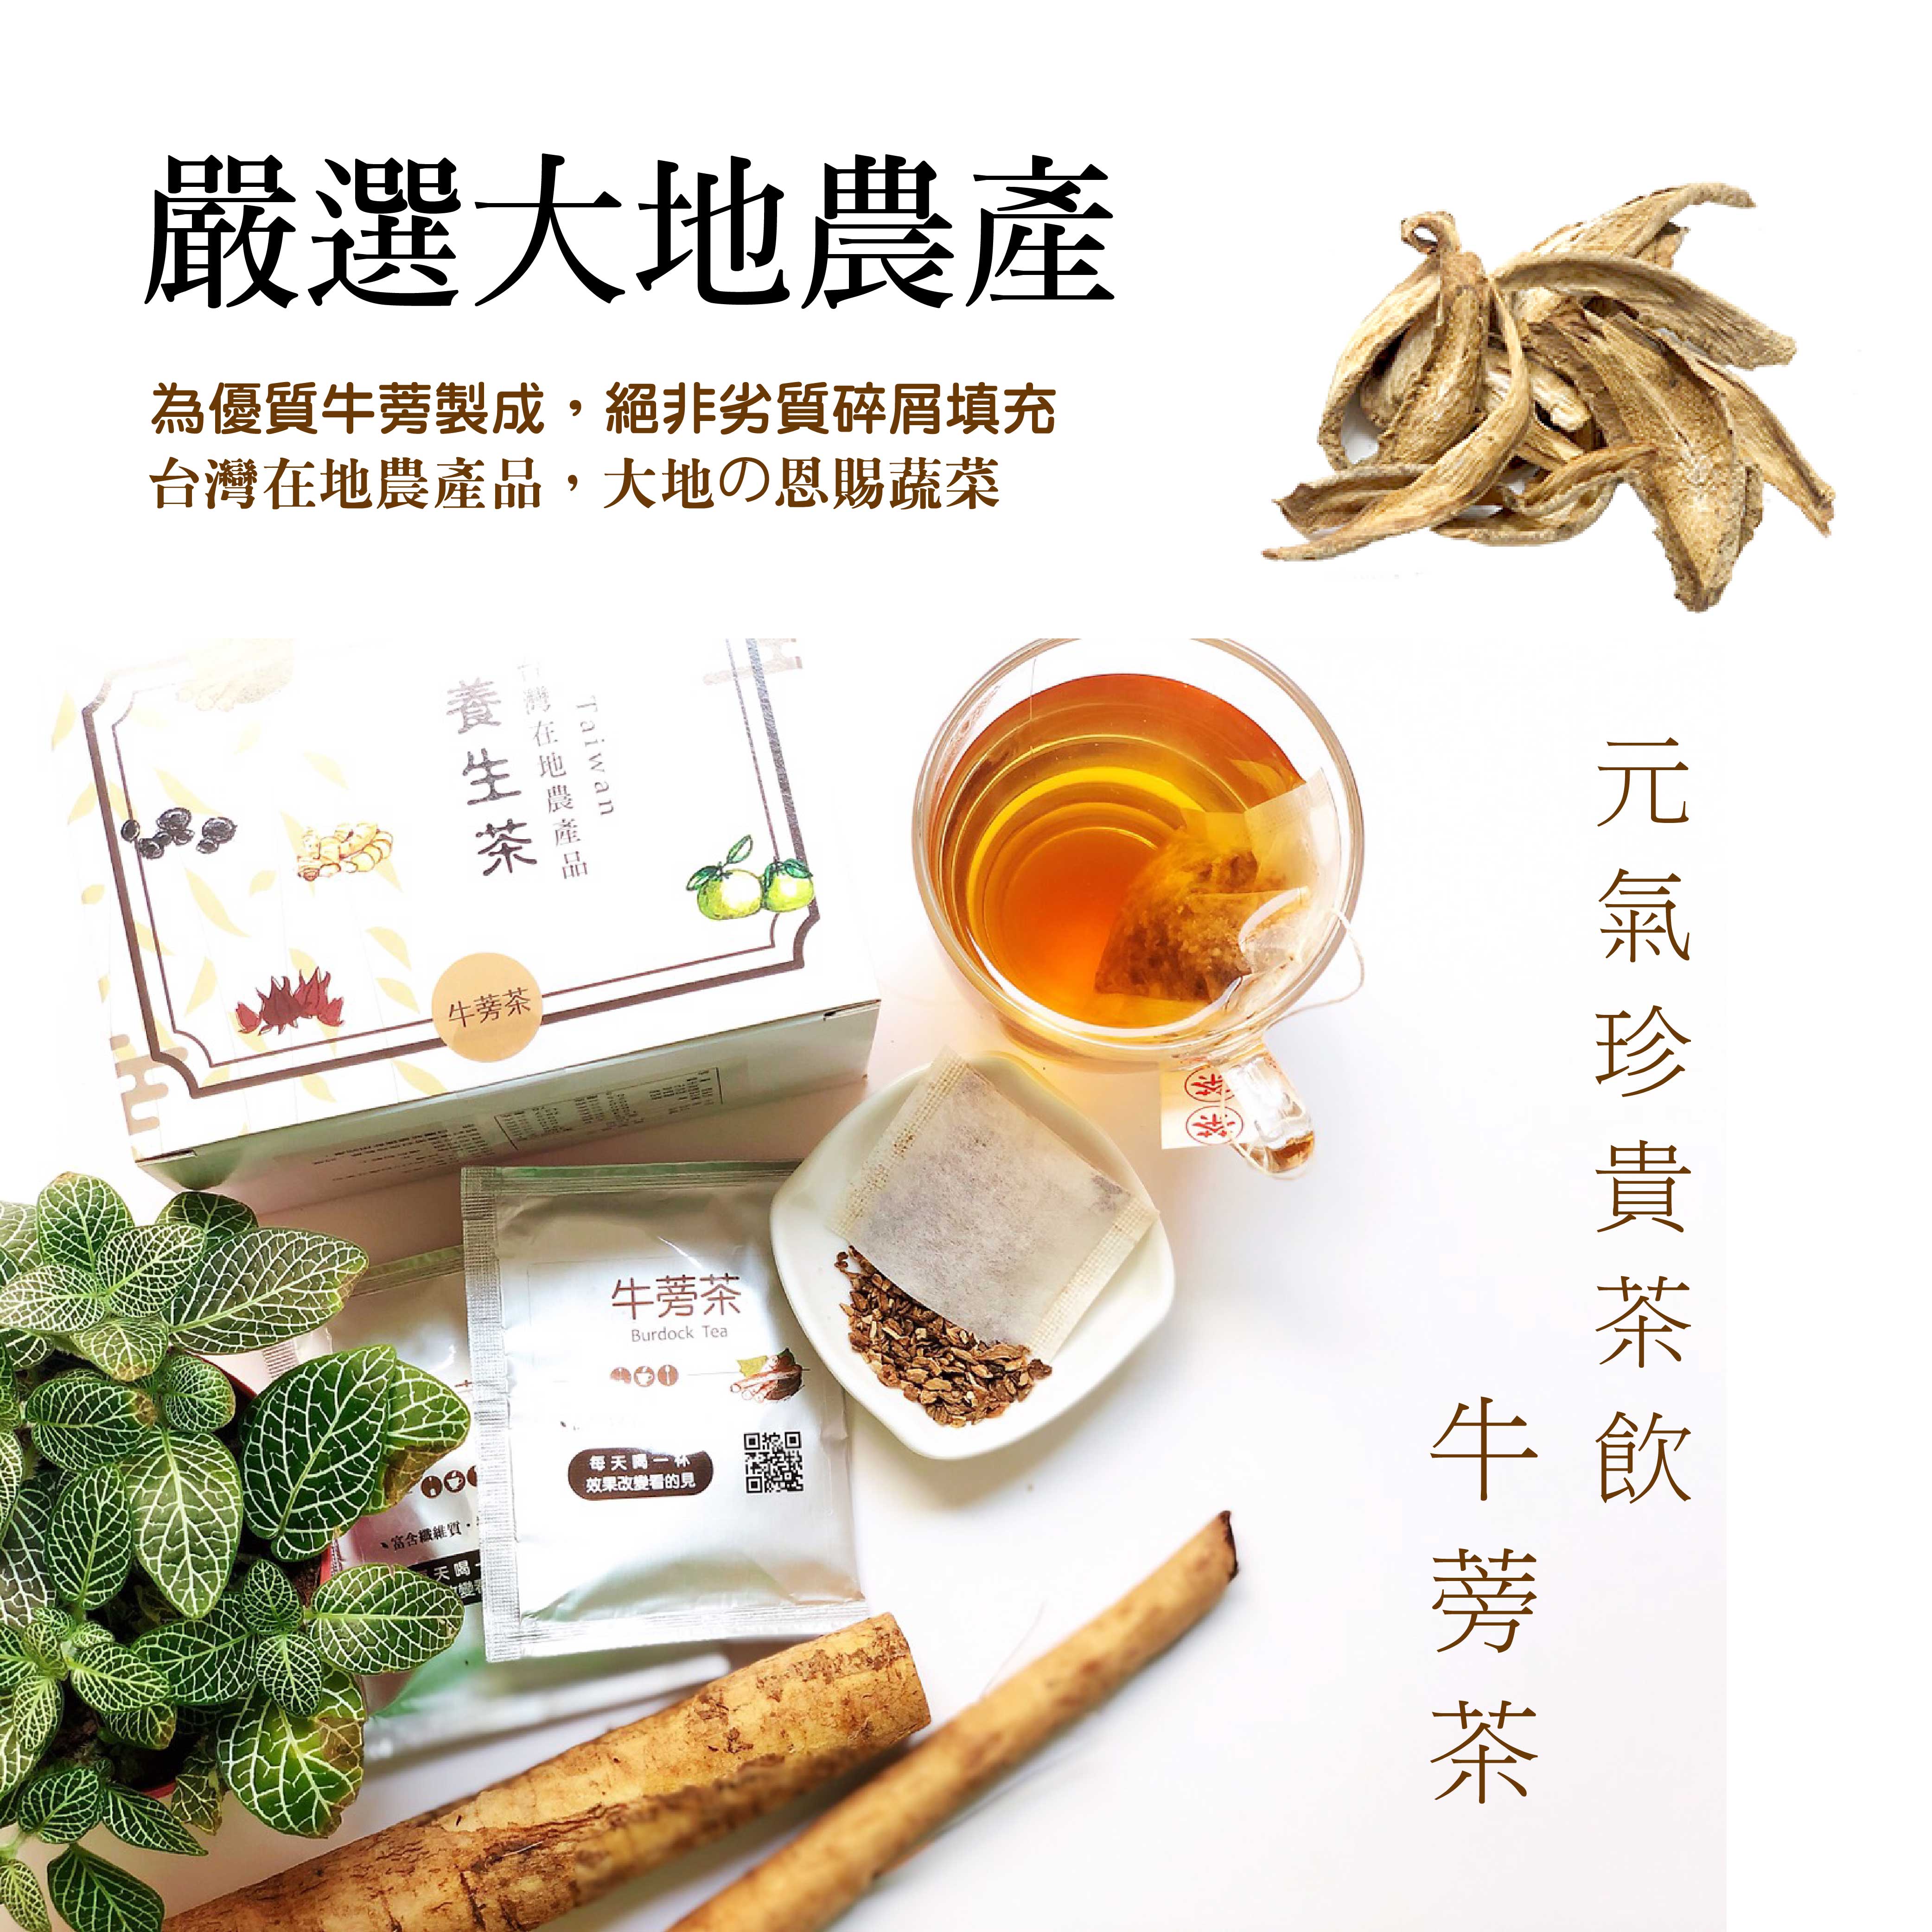 嚴選大地農產
為優質牛蒡製成，絕非劣質碎屑填充
台灣在地農產品，大地の恩賜蔬菜
元氣珍貴茶飲
牛蒡茶
Taiwan
台灣在地農產品
養生茶
牛蒡茶
茶
茶
牛蒡茶
Burdock Tea
每天喝一杯
效果改變看的見
富含纖維質
天喝